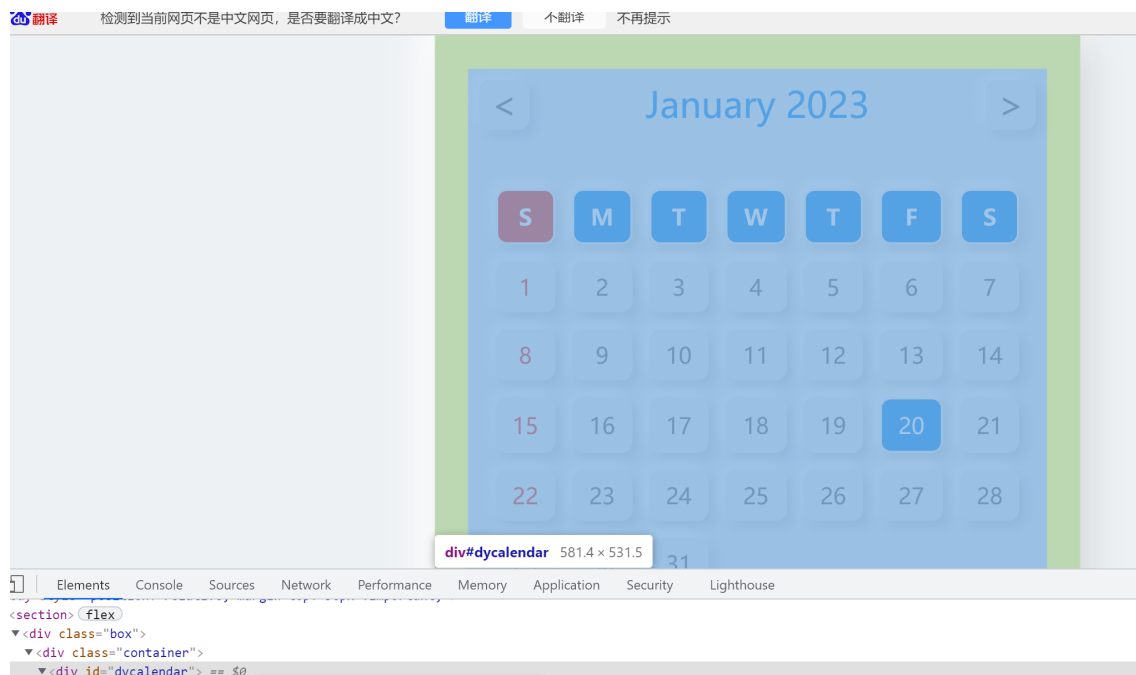 du 翻译 检测到当前网页不是中文网页，是否要翻译成中文? 翻译 不翻译 不再提示
< January 2023 >
S M T W T F S
1 2 3 4 5 6 7
8 9 10 11 12 13 14
15 16 17 18 19 20 21
22 23 24 25 26 27 28
31
div#dycalendar 581.4 × 531.5
Elements Console Sources Network Performance Memory Application Security Lighthouse
<section> flex
▼<div class="box">
▼<div class="container">
▼<div id="dycalendar"> == $0